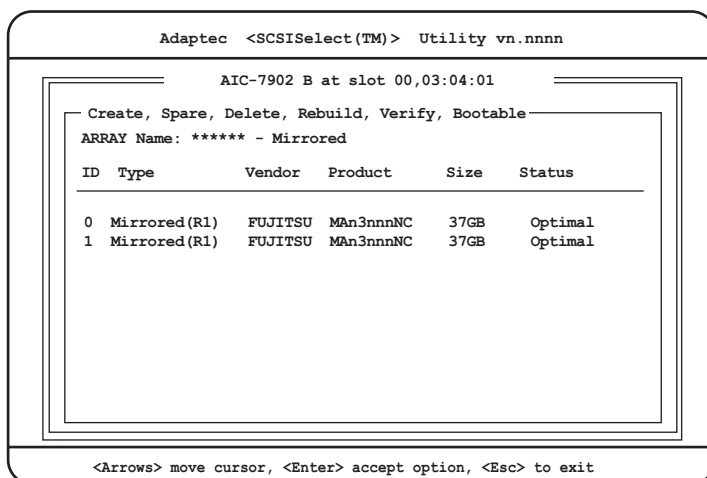 Adaptec <SCSISelect(TM)> Utility vn.nnnn
AIC-7902 B at slot 00,03:04:01
Create, Spare, Delete, Rebuild, Verify, Bootable
ARRAY Name: ****** - Mirrored
ID Type Vendor Product Size Status
0 Mirrored(R1) FUJITSU MAn3nnnNC 37GB Optimal
1 Mirrored(R1) FUJITSU MAn3nnnNC 37GB Optimal
<Arrows> move cursor, <Enter> accept option, <Esc> to exit